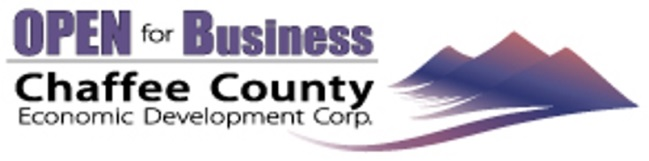 OPEN for Business
Chaffee County
Economic Development Corp.